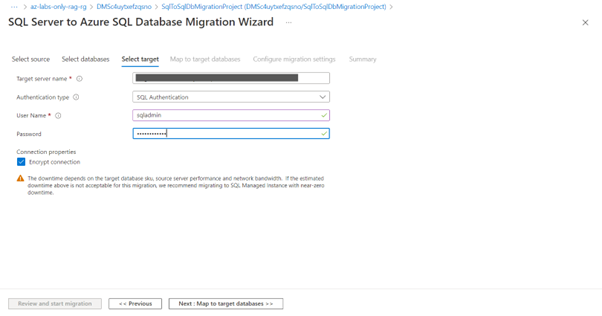 ··· > az-labs-only-rag-rg > DMSc4uytxefzqsno > SqlToSqlDbMigrationProject (DMSc4uytxefzqsno/SqlToSqlDbMigrationProject) >
SQL Server to Azure SQL Database Migration Wizard ···
Select source Select databases Select target Map to target databases Configure migration settings Summary
Target server name *
Authentication type
SQL Authentication
User Name *
sqladmin
Password
••••••••••••
Connection properties
Encrypt connection
The downtime depends on the target database sku, source server performance and network bandwidth. If the estimated
downtime above is not acceptable for this migration, we recommend migrating to SQL Managed Instance with near-zero
downtime.
Review and start migration << Previous Next : Map to target databases >>